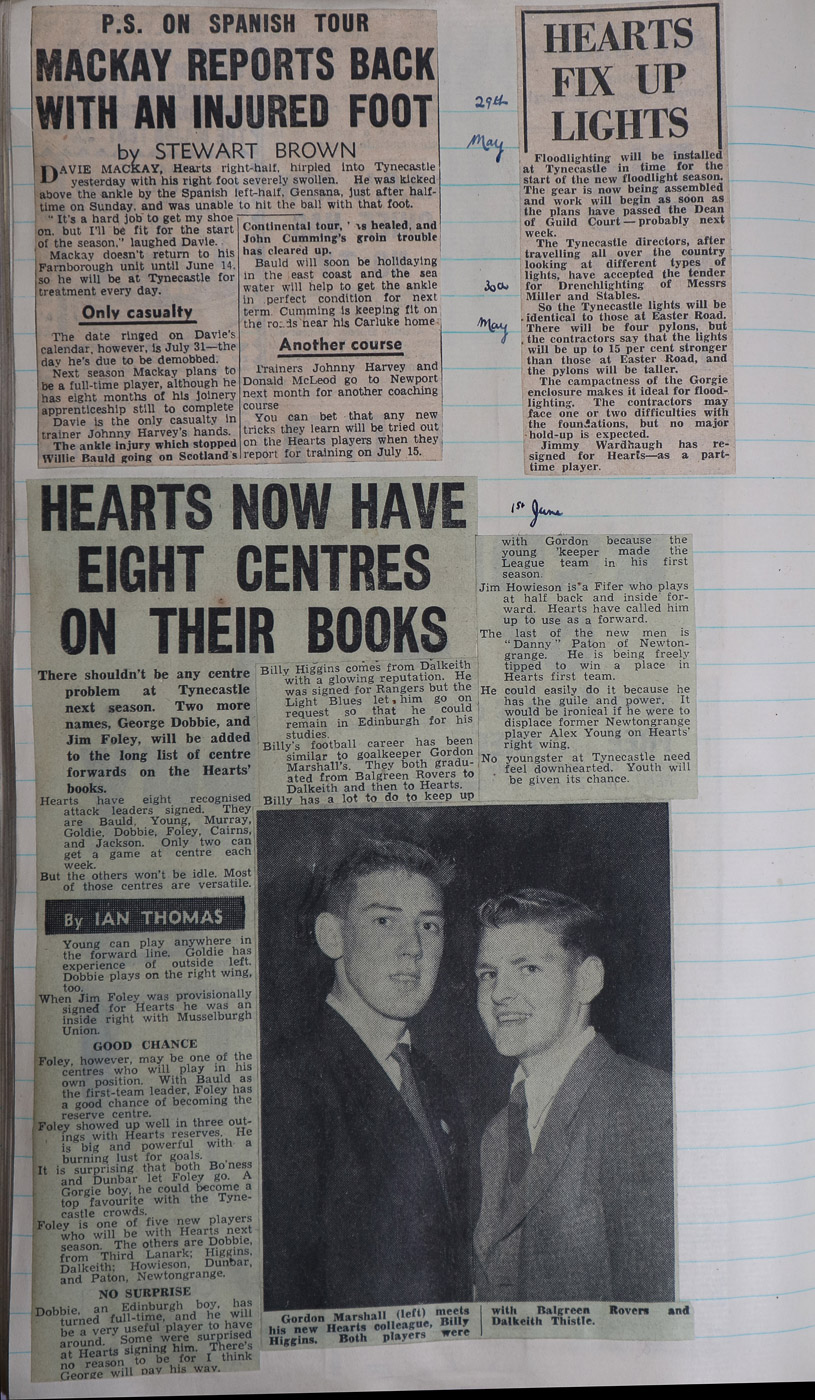 P.S. ON SPANISH TOUR
MACKAY REPORTS BACK
WITH AN INJURED FOOT
by STEWART BROWN
DAVIE MACKAY, Hearts right-half, hirpled into Tynecastle
yesterday with his right foot severely swollen. He was kicked
above the ankle by the Spanish left-half, Gensana, just after half-
time on Sunday, and was unable to hit the ball with that foot.
"It's a hard job to get my shoe
on, but I'll be fit for the start
of the season," laughed Davie.
Mackay doesn't return to his
Farnborough unit until June 14,
so he will be at Tynecastle for
treatment every day.
Only casualty
The date ringed on Davie's
calendar, however, is July 31—the
day he's due to be demobbed.
Next season Mackay plans to
be a full-time player, although he
has eight months of his joinery
apprenticeship still to complete
Davie is the only casualty in
trainer Johnny Harvey's hands.
The ankle injury which stopped
Willie Bauld going on Scotland's
Continental tour, is healed, and
John Cumming's groin trouble
has cleared up.
Bauld will soon be holidaying
in the east coast and the sea
water will help to get the ankle
in perfect condition for next
term. Cumming is keeping fit on
the roads near his Carluke home.
Another course
Trainers Johnny Harvey and
Donald McLeod go to Newport
next month for another coaching
course
You can bet that any new
tricks they learn will be tried out
on the Hearts players when they
report for training on July 15.
29th
May
30th
May
HEARTS
FIX UP
LIGHTS
Floodlighting will be installed
at Tynecastle in time for the
start of the new floodlight season.
The gear is now being assembled
and work will begin as soon as
the plans have passed the Dean
of Guild Court—probably next
week.
The Tynecastle directors, after
travelling all over the country
looking at different types of
lights, have accepted the tender
for Drenchlighting of Messrs
Miller and Stables.
So the Tynecastle lights will be
identical to those at Easter Road.
There will be four pylons, but
the contractors say that the lights
will be up to 15 per cent stronger
than those at Easter Road, and
the pylons will be taller.
The campactness of the Gorgie
enclosure makes it ideal for flood-
lighting. The contractors may
face one or two difficulties with
the foundations, but no major
hold-up is expected.
Jimmy Wardhaugh has re-
signed for Hearts—as a part-
time player.
1st June
HEARTS NOW HAVE
EIGHT CENTRES
ON THEIR BOOKS
There shouldn't be any centre
problem at Tynecastle
next season. Two more
names, George Dobbie, and
Jim Foley, will be added
to the long list of centre
forwards on the Hearts'
books.
Hearts have eight recognised
attack leaders signed. They
are Bauld, Young, Murray,
Goldie, Dobbie, Foley, Cairns,
and Jackson. Only two can
get a game at centre each
week.
But the others won't be idle. Most
of those centres are versatile.
By IAN THOMAS
Young can play anywhere in
the forward line. Goldie has
experience of outside left.
Dobbie plays on the right wing,
too.
When Jim Foley was provisionally
signed for Hearts he was an
inside right with Musselburgh
Union.
GOOD CHANCE
Foley, however, may be one of the
centres who will play in his
own position. With Bauld as
the first-team leader, Foley has
a good chance of becoming the
reserve centre.
Foley showed up well in three out-
ings with Hearts reserves. He
is big and powerful with a
burning lust for goals.
It is surprising that both Bo'ness
and Dunbar let Foley go. A
Gorgie boy, he could become a
top favourite with the Tyne-
castle crowds.
Foley is one of five new players
who will be with Hearts next
season. The others are Dobbie,
from Third Lanark; Higgins,
Dalkeith; Howieson, Dunbar,
and Paton, Newtongrange.
NO SURPRISE
Dobbie, an Edinburgh boy, has
turned full-time, and he will
be a very useful player to have
around. Some were surprised
at Hearts signing him. There's
no reason to be for I think
George will pay his way.
Billy Higgins comes from Dalkeith
with a glowing reputation. He
was signed for Rangers but the
Light Blues let him go on
request so that he could
remain in Edinburgh for his
studies.
Billy's football career has been
similar to goalkeeper Gordon
Marshall's. They both gradu-
ated from Balgreen Rovers to
Dalkeith and then to Hearts.
Billy has a lot to do to keep up
with Gordon because the
young 'keeper made the
League team in his first
season.
Jim Howieson is a Fifer who plays
at half back and inside for-
ward. Hearts have called him
up to use as a forward.
The last of the new men is
"Danny" Paton of Newton-
grange. He is being freely
tipped to win a place in
Hearts first team.
He could easily do it because he
has the guile and power. It
would be ironical if he were to
displace former Newtongrange
player Alex Young on Hearts'
right wing.
No youngster at Tynecastle need
feel downhearted. Youth will
be given its chance.
Gordon Marshall (left) meets
his new Hearts colleague, Billy
Higgins. Both players were
with Balgreen Rovers and
Dalkeith Thistle.